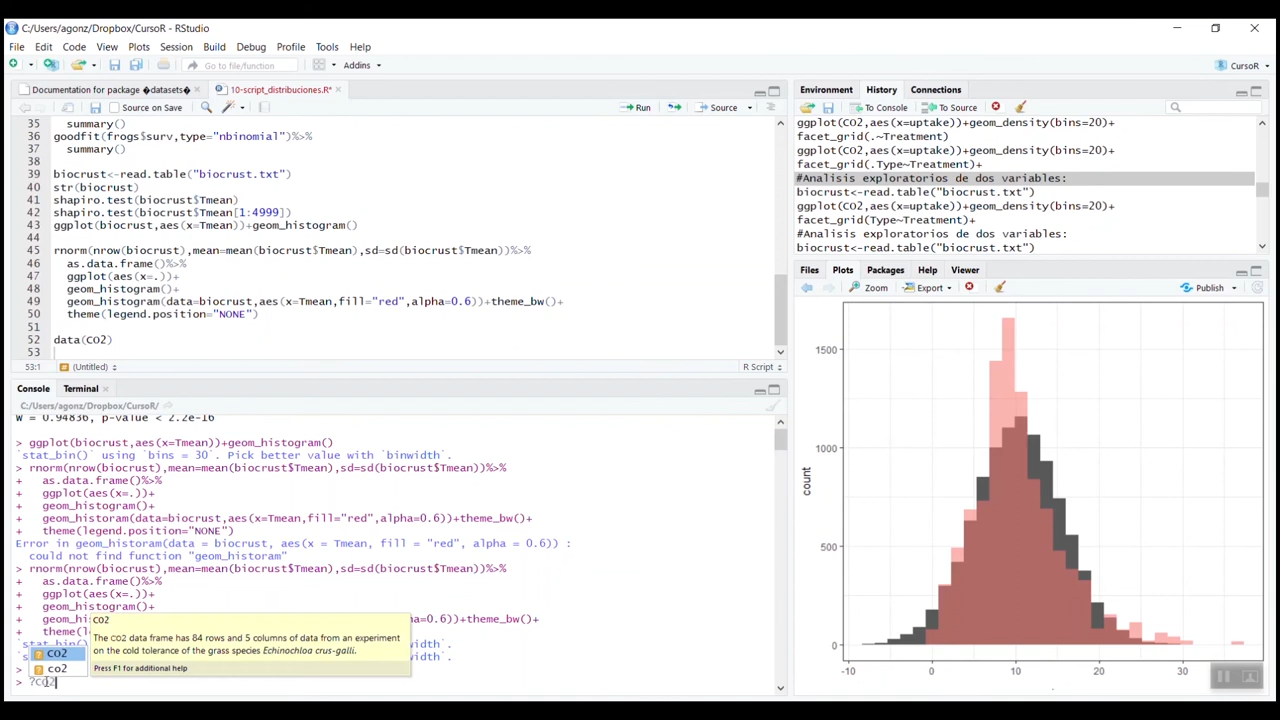 C:/Users/agonz/Dropbox/CursoR - RStudio
File Edit Code View Plots Session Build Debug Profile Tools Help
Go to file/function Addins CursoR
Documentation for package �datasets� 10-script_distribuciones.R*
Source on Save Run Source
35 summary()
36 goodfit(frogs$surv,type="nbinomial")%>%
37 summary()
38
39 biocrust<-read.table("biocrust.txt")
40 str(biocrust)
41 shapiro.test(biocrust$Tmean)
42 shapiro.test(biocrust$Tmean[1:4999])
43 ggplot(biocrust,aes(x=Tmean))+geom_histogram()
44
45 rnorm(nrow(biocrust),mean=mean(biocrust$Tmean),sd=sd(biocrust$Tmean))%>%
46 as.data.frame()%>%
47 ggplot(aes(x=.))+
48 geom_histogram()+
49 geom_histogram(data=biocrust,aes(x=Tmean,fill="red",alpha=0.6))+theme_bw()+
50 theme(legend.position="NONE")
51
52 data(CO2)
53
53:1 (Untitled) R Script
Console Terminal
C:/Users/agonz/Dropbox/CursoR/
W = 0.94836, p-value < 2.2e-16
> ggplot(biocrust,aes(x=Tmean))+geom_histogram()
`stat_bin()` using `bins = 30`. Pick better value with `binwidth`.
> rnorm(nrow(biocrust),mean=mean(biocrust$Tmean),sd=sd(biocrust$Tmean))%>%
+ as.data.frame()%>%
+ ggplot(aes(x=.))+
+ geom_histogram()+
+ geom_historam(data=biocrust,aes(x=Tmean,fill="red",alpha=0.6))+theme_bw()+
+ theme(legend.position="NONE")
Error in geom_historam(data = biocrust, aes(x = Tmean, fill = "red", alpha = 0.6)) :
could not find function "geom_historam"
> rnorm(nrow(biocrust),mean=mean(biocrust$Tmean),sd=sd(biocrust$Tmean))%>%
+ as.data.frame()%>%
+ ggplot(aes(x=.))+
+ geom_histogram()+
+ geom_hi a=0.6))+theme_bw()+
+ theme(l
`stat_bin() width`.
`s width`.
CO2
The CO2 data frame has 84 rows and 5 columns of data from an experiment
on the cold tolerance of the grass species Echinochloa crus-galli.
Press F1 for additional help
CO2
co2
>
> ?CO2
Environment History Connections
To Console To Source
ggplot(CO2,aes(x=uptake))+geom_density(bins=20)+
facet_grid(.~Treatment)
ggplot(CO2,aes(x=uptake))+geom_density(bins=20)+
facet_grid(.Type~Treatment)+
#Analisis exploratorios de dos variables:
biocrust<-read.table("biocrust.txt")
ggplot(CO2,aes(x=uptake))+geom_density(bins=20)+
facet_grid(Type~Treatment)+
#Analisis exploratorios de dos variables:
biocrust<-read.table("biocrust.txt")
Files Plots Packages Help Viewer
Zoom Export Publish
1500
1000
500
0
count
-10 0 10 20 30